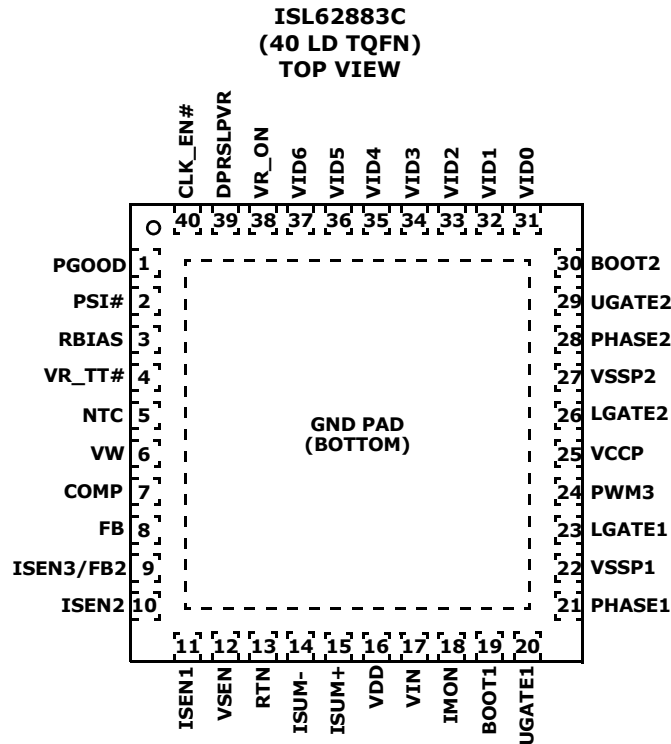 ISL62883C
(40 LD TQFN)
TOP VIEW
CLK_EN#
DPRSLPVR
VR_ON
VID6
VID5
VID4
VID3
VID2
VID1
VID0
40 39 38 37 36 35 34 33 32 31
PGOOD 1
PSI# 2
RBIAS 3
VR_TT# 4
NTC 5
VW 6
COMP 7
FB 8
ISEN3/FB2 9
ISEN2 10
GND PAD
(BOTTOM)
30 BOOT2
29 UGATE2
28 PHASE2
27 VSSP2
26 LGATE2
25 VCCP
24 PWM3
23 LGATE1
22 VSSP1
21 PHASE1
11 12 13 14 15 16 17 18 19 20
ISEN1
VSEN
RTN
ISUM-
ISUM+
VDD
VIN
IMON
BOOT1
UGATE1